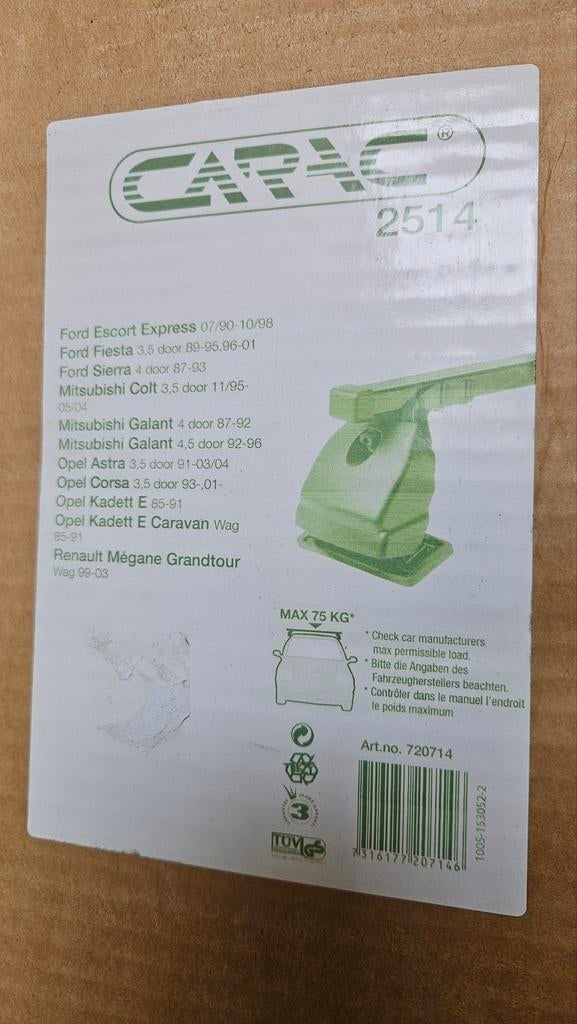 CARAC®
2514
Ford Escort Express 07/90-10/98
Ford Fiesta 3,5 door 89-95,96-01
Ford Sierra 4 door 87-93
Mitsubishi Colt 3,5 door 11/95-
05/04
Mitsubishi Galant 4 door 87-92
Mitsubishi Galant 4,5 door 92-96
Opel Astra 3,5 door 91-03/04
Opel Corsa 3,5 door 93-,01-
Opel Kadett E 85-91
Opel Kadett E Caravan Wag
85-91
Renault Mégane Grandtour
Wag 99-03
MAX 75 KG*
* Check car manufacturers
max permissible load.
* Bitte die Angaben des
Fahrzeugherstellers beachten.
* Contrôler dans le manuel l'endroit
le poids maximum
Art.no. 720714
3
TÜV GS
7 316177 207146
1005-153052-2